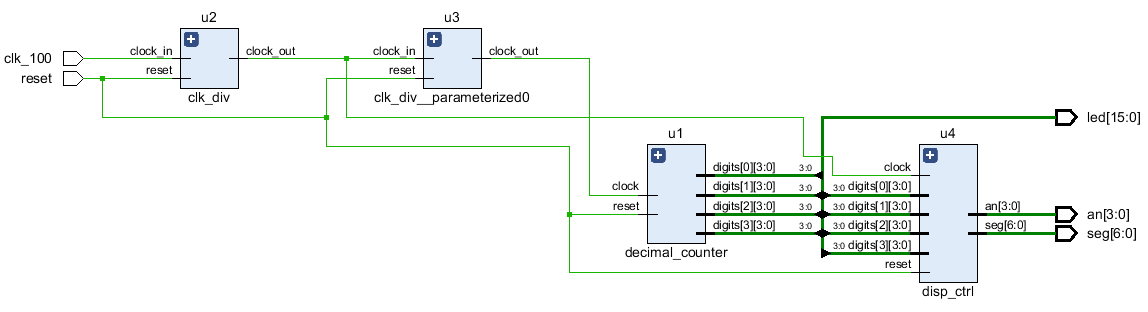 u2
u3
clk_100
clock_in
clock_out
clock_in
clock_out
reset
reset
reset
clk_div
clk_div__parameterized0
led[15:0]
u1
u4
digits[0][3:0]
3:0
clock
clock
digits[1][3:0]
3:0
3:0
digits[0][3:0]
reset
digits[2][3:0]
3:0
3:0
digits[1][3:0]
an[3:0]
an[3:0]
digits[3][3:0]
3:0
3:0
digits[2][3:0]
seg[6:0]
seg[6:0]
decimal_counter
3:0
digits[3][3:0]
reset
disp_ctrl